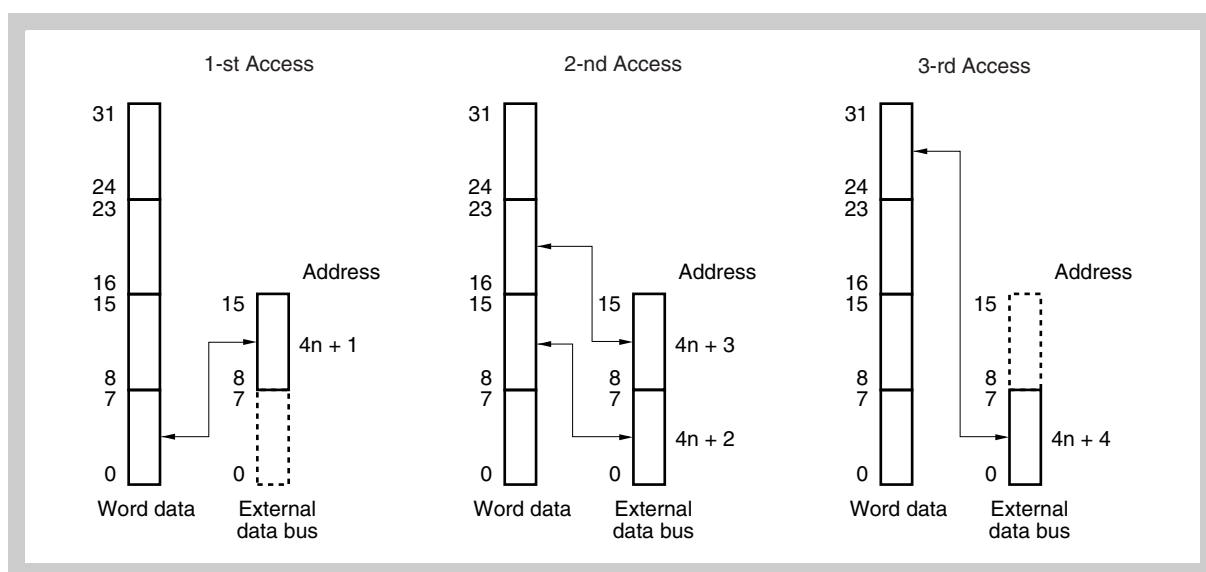 1-st Access
2-nd Access
3-rd Access
31
24
23
16
15
8
7
0
Word data
Address
15
4n + 1
8
7
0
External
data bus
31
24
23
16
15
8
7
0
Word data
Address
15
4n + 3
8
7
4n + 2
0
External
data bus
31
24
23
16
15
8
7
0
Word data
Address
15
8
7
4n + 4
0
External
data bus